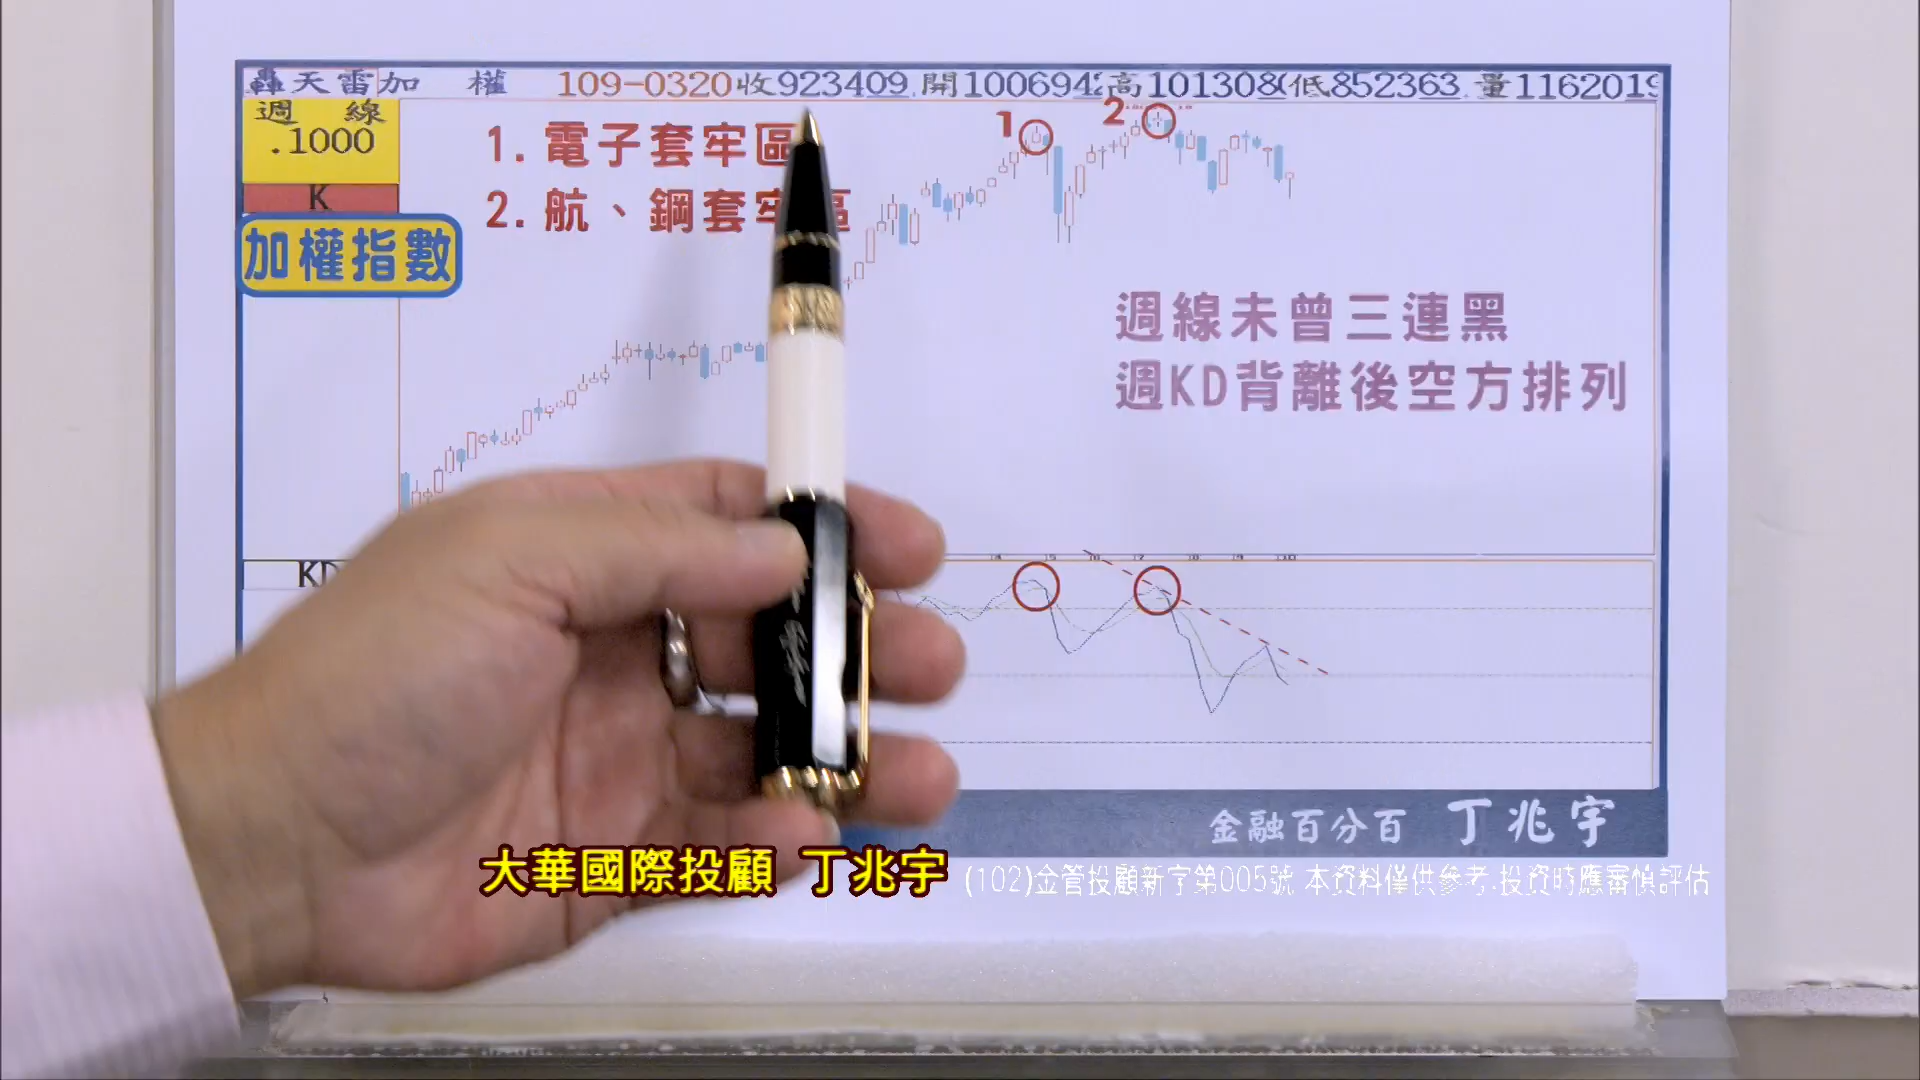 轟天雷加 權 109-0320收923409.開1006942高1013080低852363.量1162019
週 線
.1000
K
加權指數
1.電子套牢區
2.航、鋼套牢區
1
2
週線未曾三連黑
週KD背離後空方排列
KD
金融百分百 丁兆宇
大華國際投顧 丁兆宇 (102)金管投顧新字第005號 本資料僅供參考.投資時應審慎評估